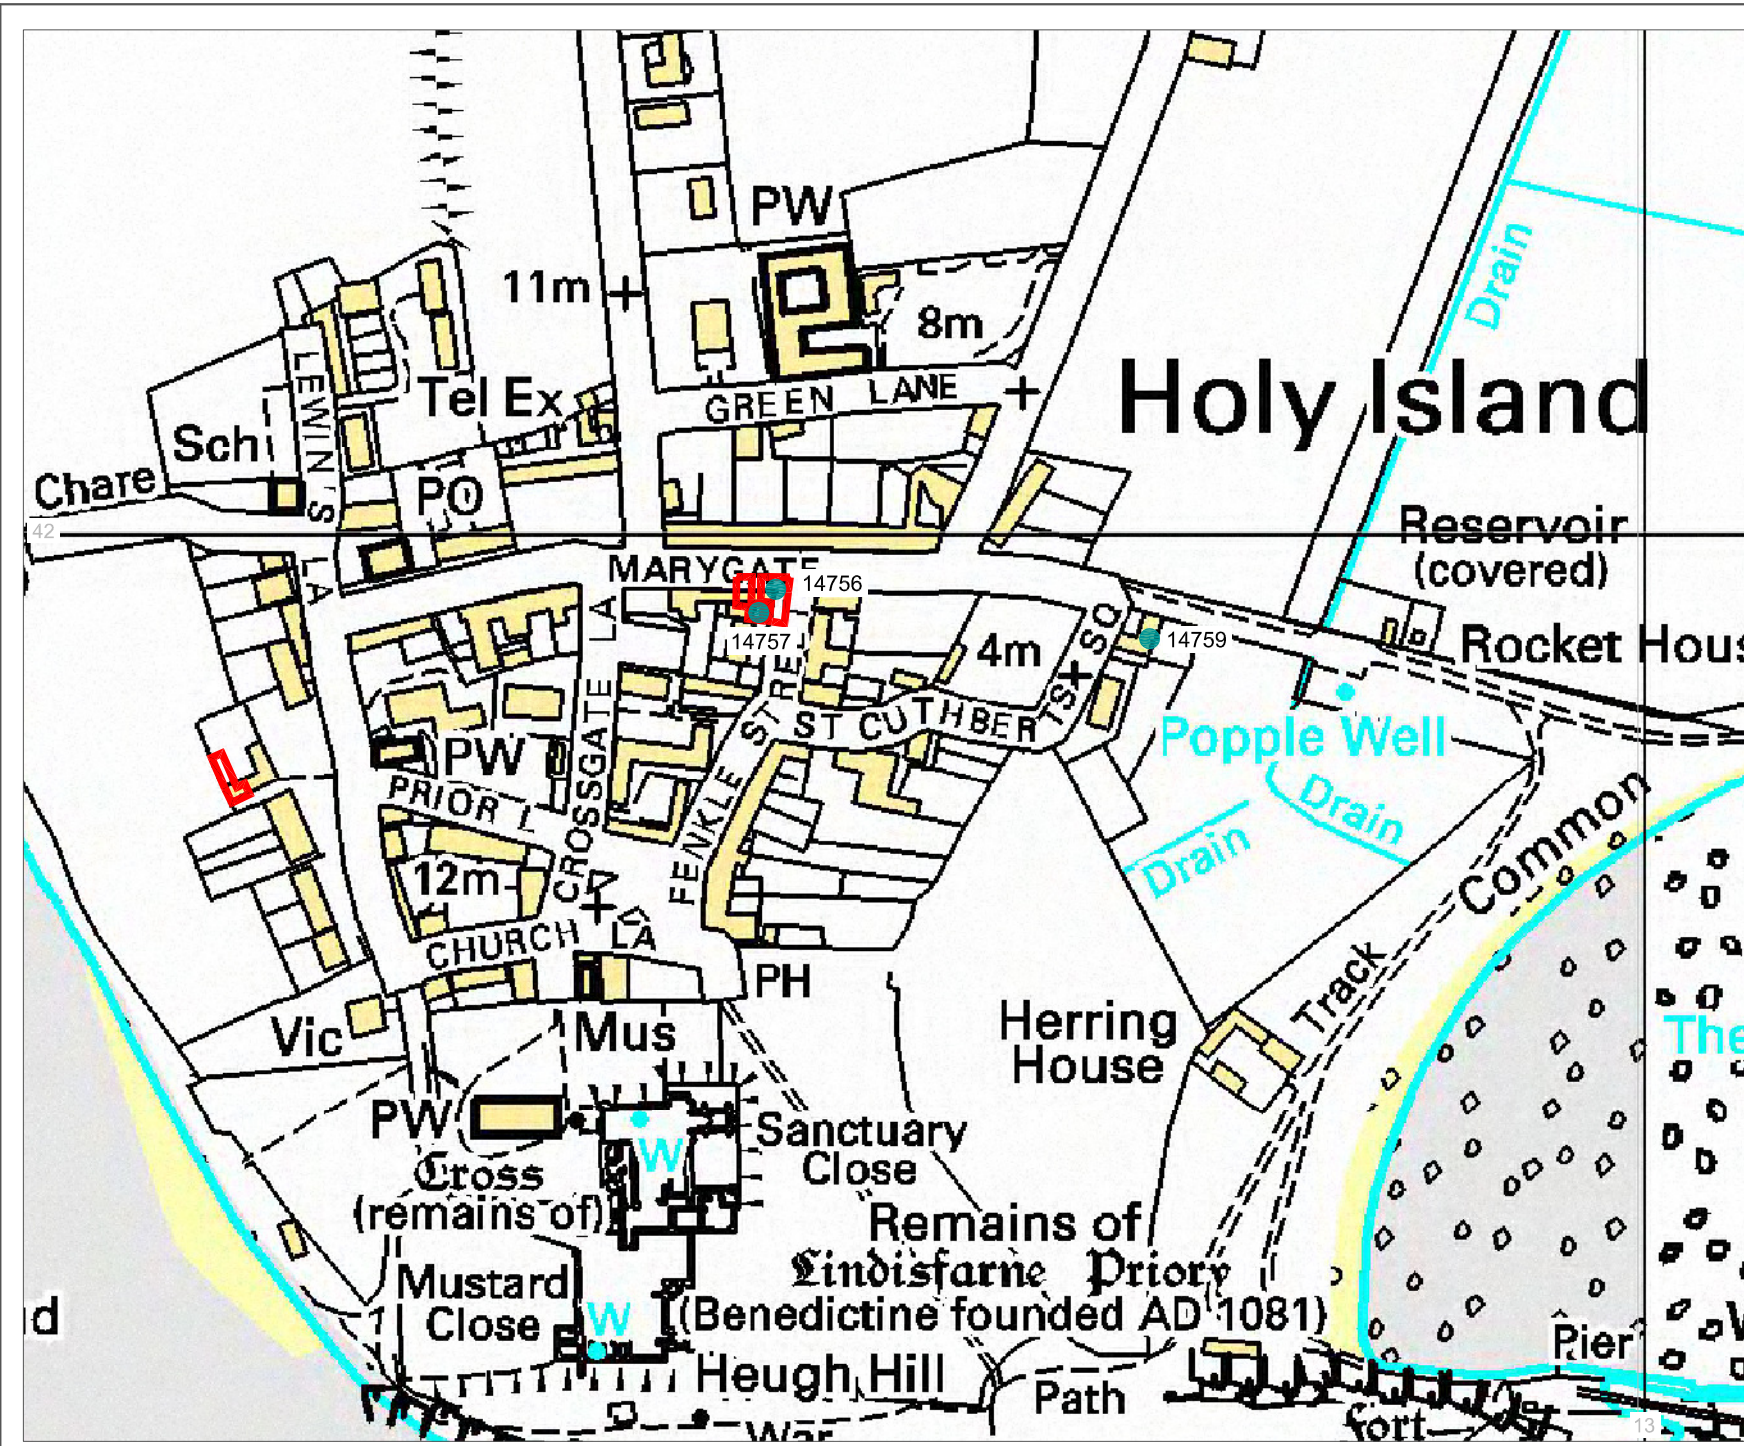 PW
11m
8m
Drain
LEWIN'S LA
Tel Ex
GREEN LANE
Holy Island
Sch
Chare
PO
42
Reservoir
(covered)
MARYGATE
14756
14757
14759
4m
Rocket Hous
ST CUTHBERT'S SQ
Popple Well
PW
CROSSGATE LA
PRIOR L
FENKLE STREET
Drain
Drain
Common
12m
CHURCH LA
PH
Track
Herring
House
Vic
Mus
The
PW
Sanctuary
Close
W
Cross
(remains of)
Remains of
Lindisfarne Priory
(Benedictine founded AD 1081)
Mustard
Close
W
d
Pier
Heugh Hill
Path
fort
War
13